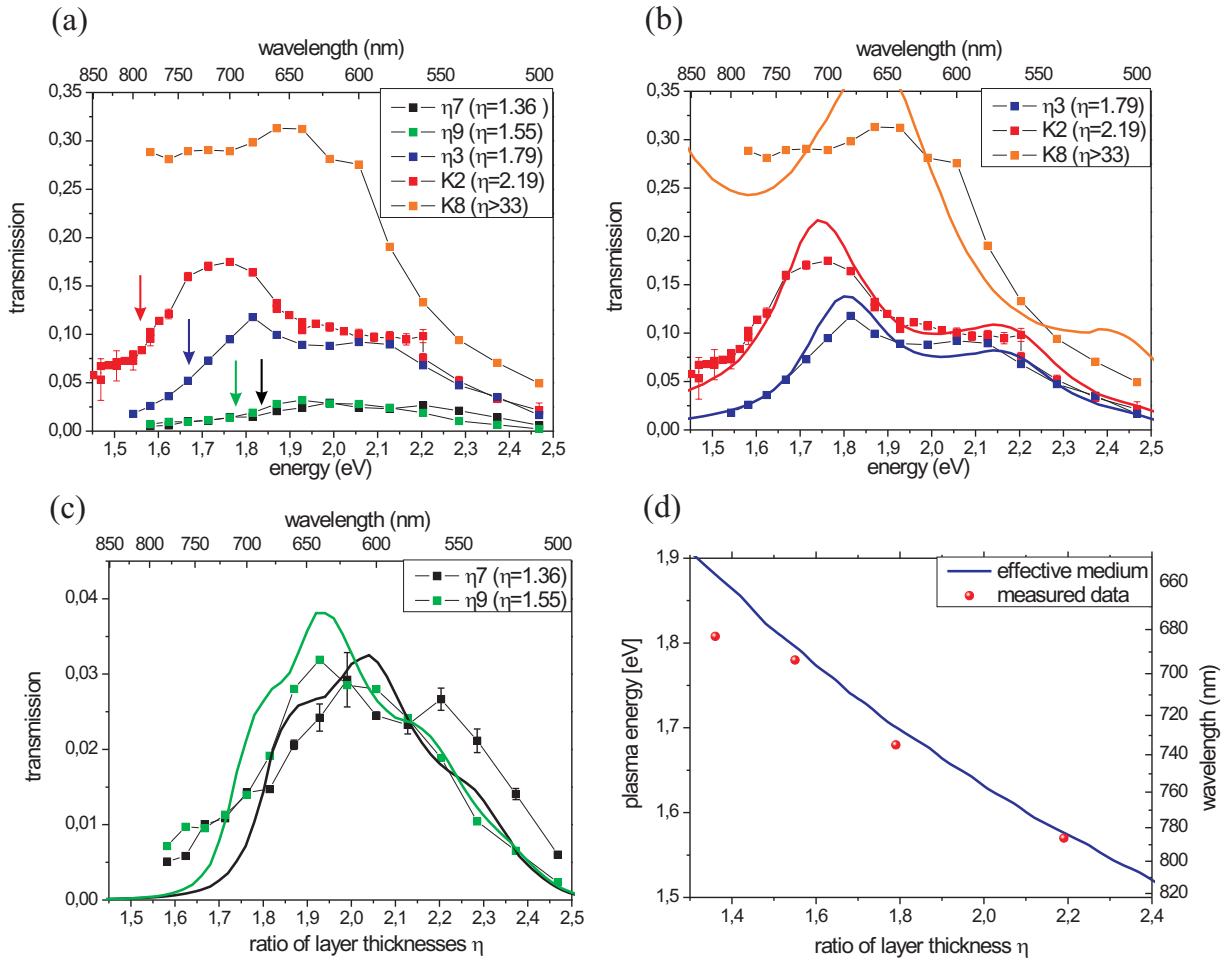 (a)
wavelength (nm)
850 800 750 700 650 600 550 500
0,35
0,30
0,25
0,20
0,15
0,10
0,05
0,00
transmission
η7 (η=1.36 )
η9 (η=1.55)
η3 (η=1.79)
K2 (η=2.19)
K8 (η>33)
1,5 1,6 1,7 1,8 1,9 2,0 2,1 2,2 2,3 2,4 2,5
energy (eV)
(b)
wavelength (nm)
850 800 750 700 650 600 550 500
0,35
0,30
0,25
0,20
0,15
0,10
0,05
0,00
transmission
η3 (η=1.79)
K2 (η=2.19)
K8 (η>33)
1,5 1,6 1,7 1,8 1,9 2,0 2,1 2,2 2,3 2,4 2,5
energy (eV)
(c)
wavelength (nm)
850 800 750 700 650 600 550 500
0,04
0,03
0,02
0,01
0,00
transmission
η7 (η=1.36)
η9 (η=1.55)
1,5 1,6 1,7 1,8 1,9 2,0 2,1 2,2 2,3 2,4 2,5
ratio of layer thicknesses η
(d)
1,9
1,8
1,7
1,6
1,5
plasma energy [eV]
effective medium
measured data
660
680
700
720
740
760
780
800
820
wavelength (nm)
1,4 1,6 1,8 2,0 2,2 2,4
ratio of layer thickness η